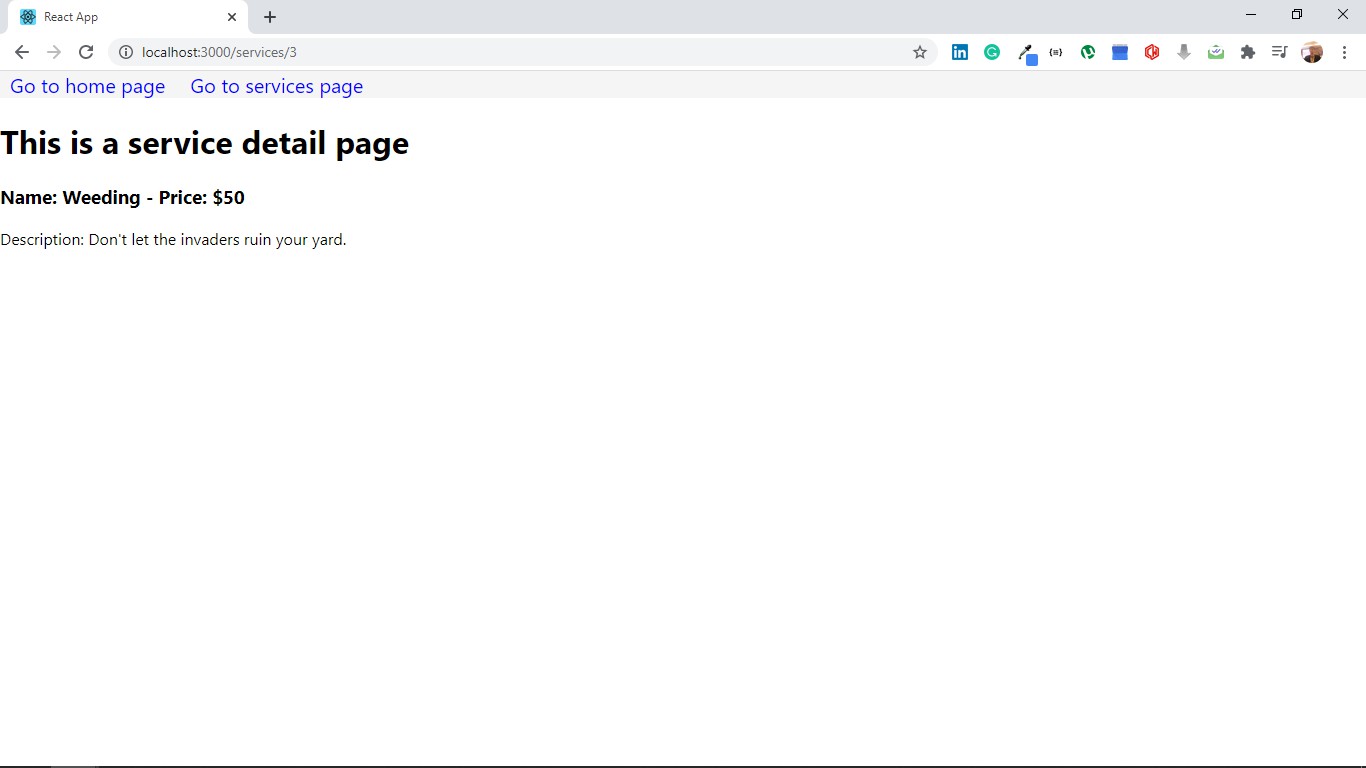 React App
localhost:3000/services/3
Go to home page Go to services page
This is a service detail page
Name: Weeding - Price: $50
Description: Don't let the invaders ruin your yard.